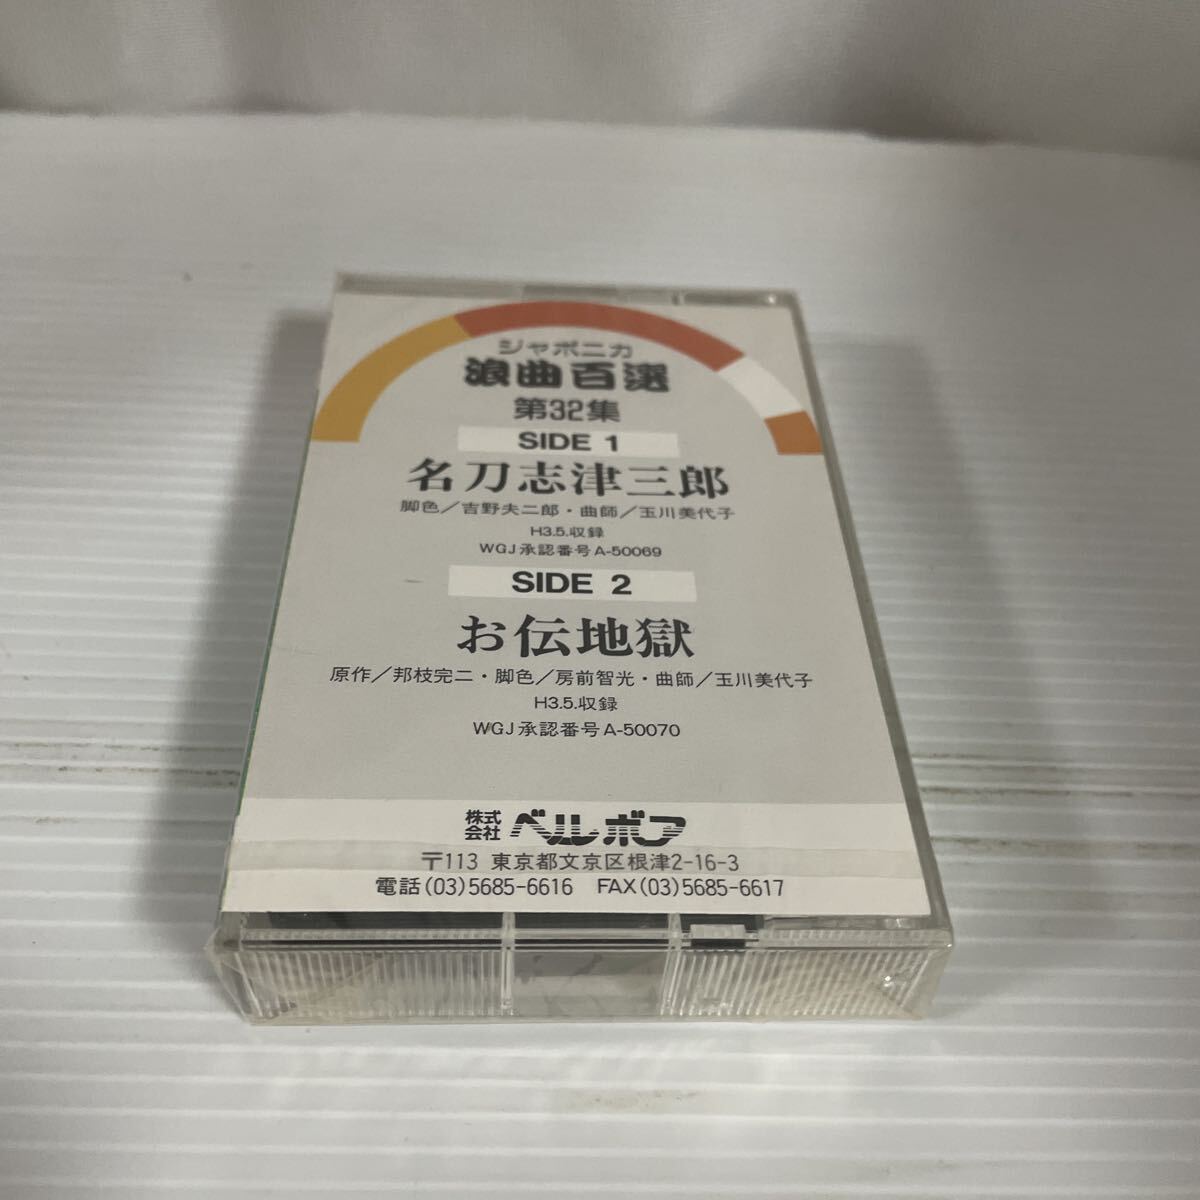 ジャポニカ
浪曲百選
第32集
SIDE 1
名刀志津三郎
脚色／吉野夫二郎・曲師／玉川美代子
H3.5.収録
WGJ承認番号A-50069
SIDE 2
お伝地獄
原作／邦枝完二・脚色／房前智光・曲師／玉川美代子
H3.5.収録
WGJ承認番号A-50070
株式会社 ベルボア
〒113 東京都文京区根津2-16-3
電話(03)5685-6616 FAX(03)5685-6617